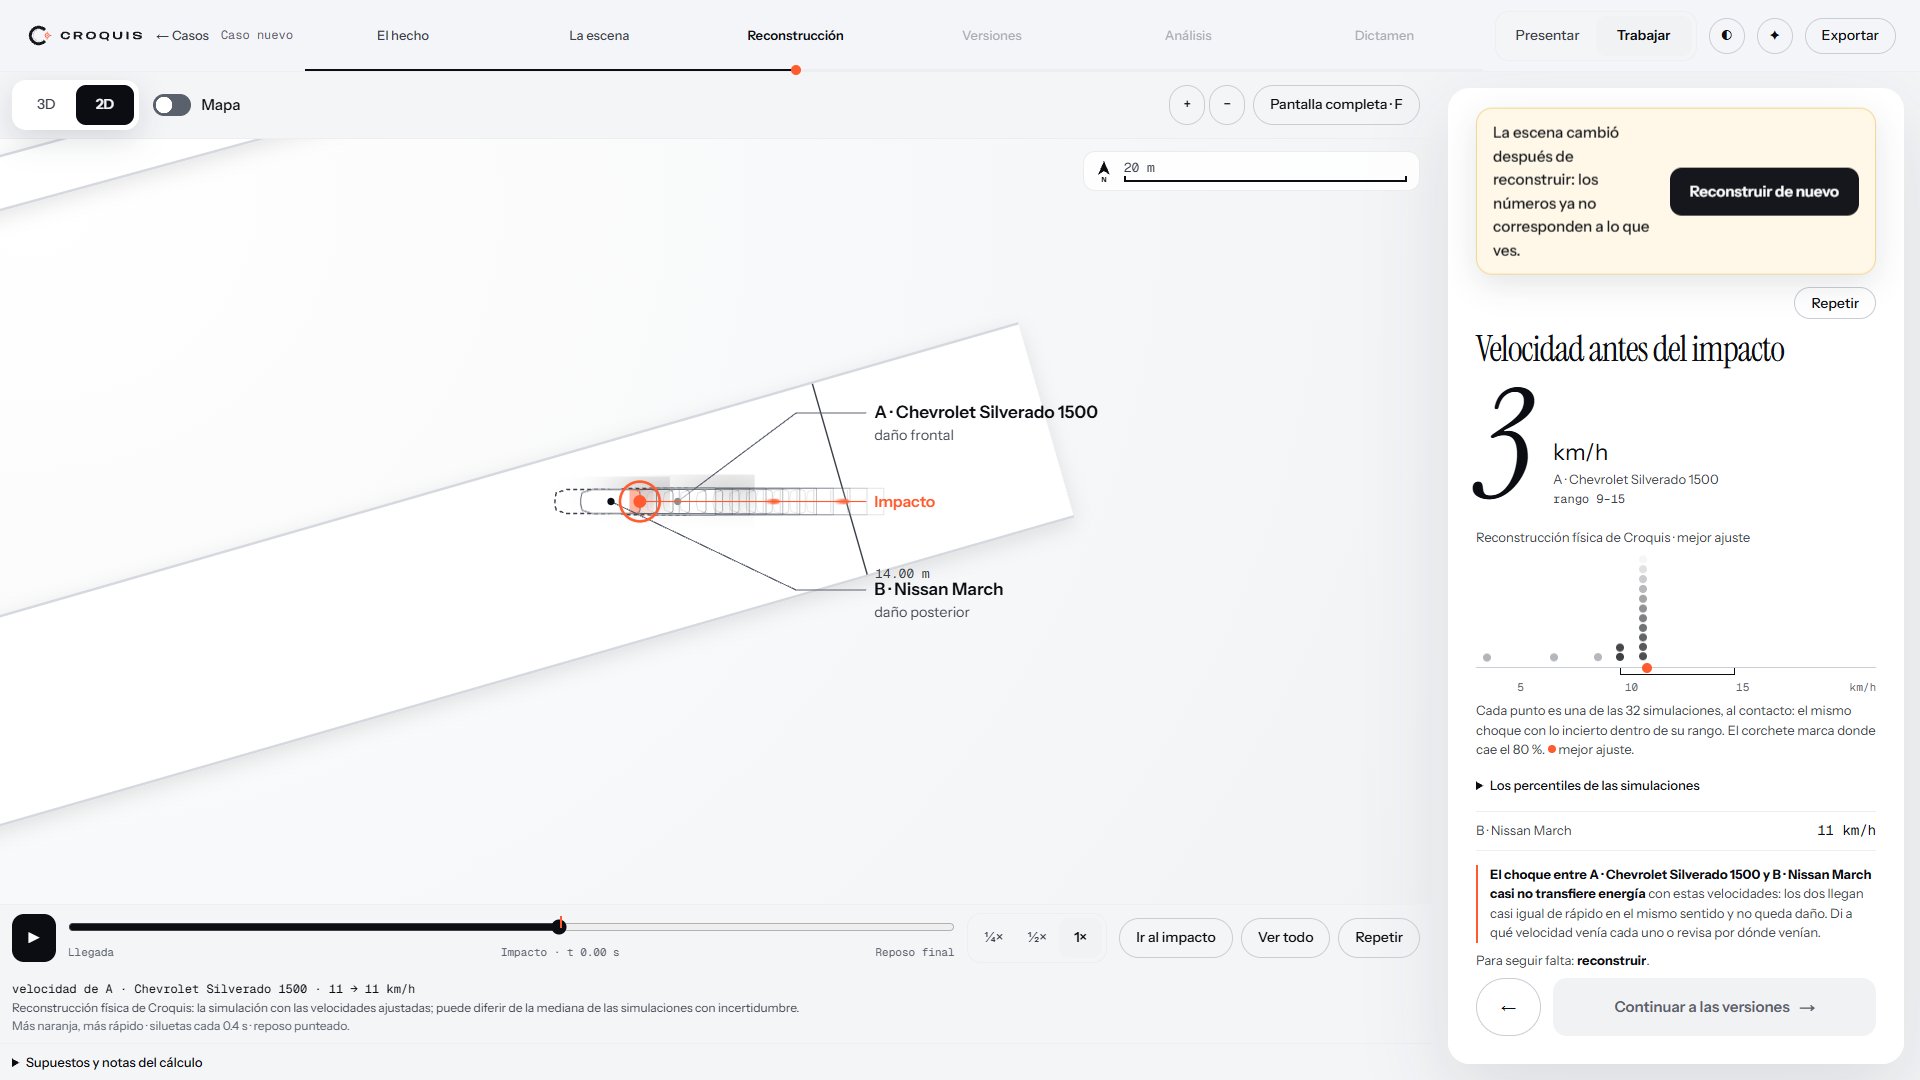 CROQUIS ← Casos Caso nuevo El hecho La escena Reconstrucción Versiones Análisis Dictamen Presentar Trabajar Exportar
3D 2D Mapa + − Pantalla completa · F
N 20 m
A · Chevrolet Silverado 1500
daño frontal
Impacto
14.00 m
B · Nissan March
daño posterior
Llegada Impacto · t 0.00 s Reposo final
¼× ½× 1× Ir al impacto Ver todo Repetir
velocidad de A · Chevrolet Silverado 1500 · 11 → 11 km/h
Reconstrucción física de Croquis: la simulación con las velocidades ajustadas; puede diferir de la mediana de las simulaciones con incertidumbre.
Más naranja, más rápido · siluetas cada 0.4 s · reposo punteado.
Supuestos y notas del cálculo
La escena cambió
después de
reconstruir: los
números ya no
corresponden a lo que
ves.
Reconstruir de nuevo
Repetir
Velocidad antes del impacto
3 km/h
A · Chevrolet Silverado 1500
rango 9–15
Reconstrucción física de Croquis · mejor ajuste
5 10 15 km/h
Cada punto es una de las 32 simulaciones, al contacto: el mismo
choque con lo incierto dentro de su rango. El corchete marca donde
cae el 80 %. mejor ajuste.
Los percentiles de las simulaciones
B · Nissan March 11 km/h
El choque entre A · Chevrolet Silverado 1500 y B · Nissan March
casi no transfiere energía con estas velocidades: los dos llegan
casi igual de rápido en el mismo sentido y no queda daño. Di a
qué velocidad venía cada uno o revisa por dónde venían.
Para seguir falta: reconstruir.
← Continuar a las versiones →